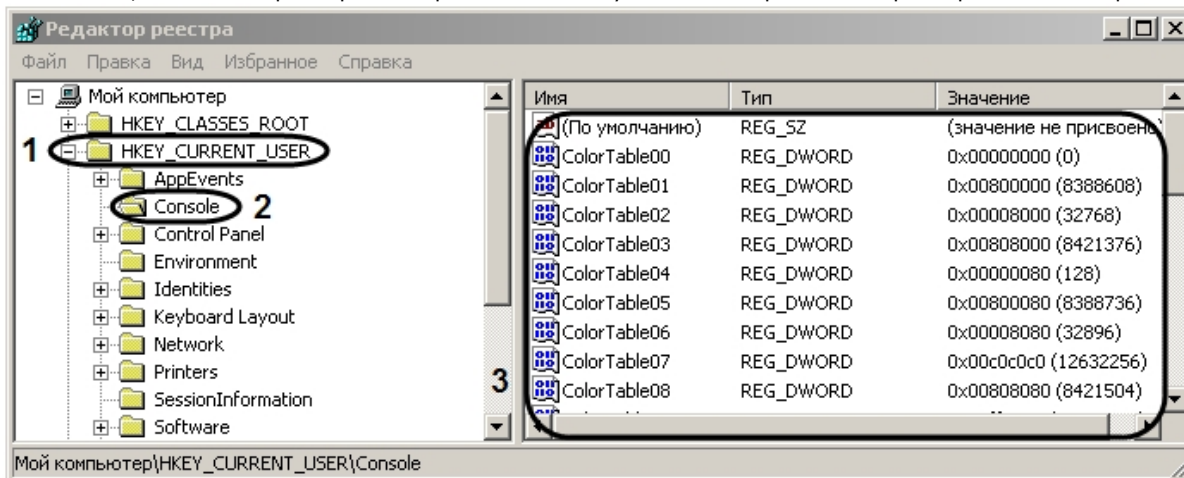 Редактор реестра
Файл Правка Вид Избранное Справка
Мой компьютер
HKEY_CLASSES_ROOT
1 HKEY_CURRENT_USER
AppEvents
Console 2
Control Panel
Environment
Identities
Keyboard Layout
Network
Printers
SessionInformation
Software
3
Имя Тип Значение
(По умолчанию) REG_SZ (значение не присвоено)
ColorTable00 REG_DWORD 0x00000000 (0)
ColorTable01 REG_DWORD 0x00800000 (8388608)
ColorTable02 REG_DWORD 0x00008000 (32768)
ColorTable03 REG_DWORD 0x00808000 (8421376)
ColorTable04 REG_DWORD 0x00000080 (128)
ColorTable05 REG_DWORD 0x00800080 (8388736)
ColorTable06 REG_DWORD 0x00008080 (32896)
ColorTable07 REG_DWORD 0x00c0c0c0 (12632256)
ColorTable08 REG_DWORD 0x00808080 (8421504)
Мой компьютер\HKEY_CURRENT_USER\Console